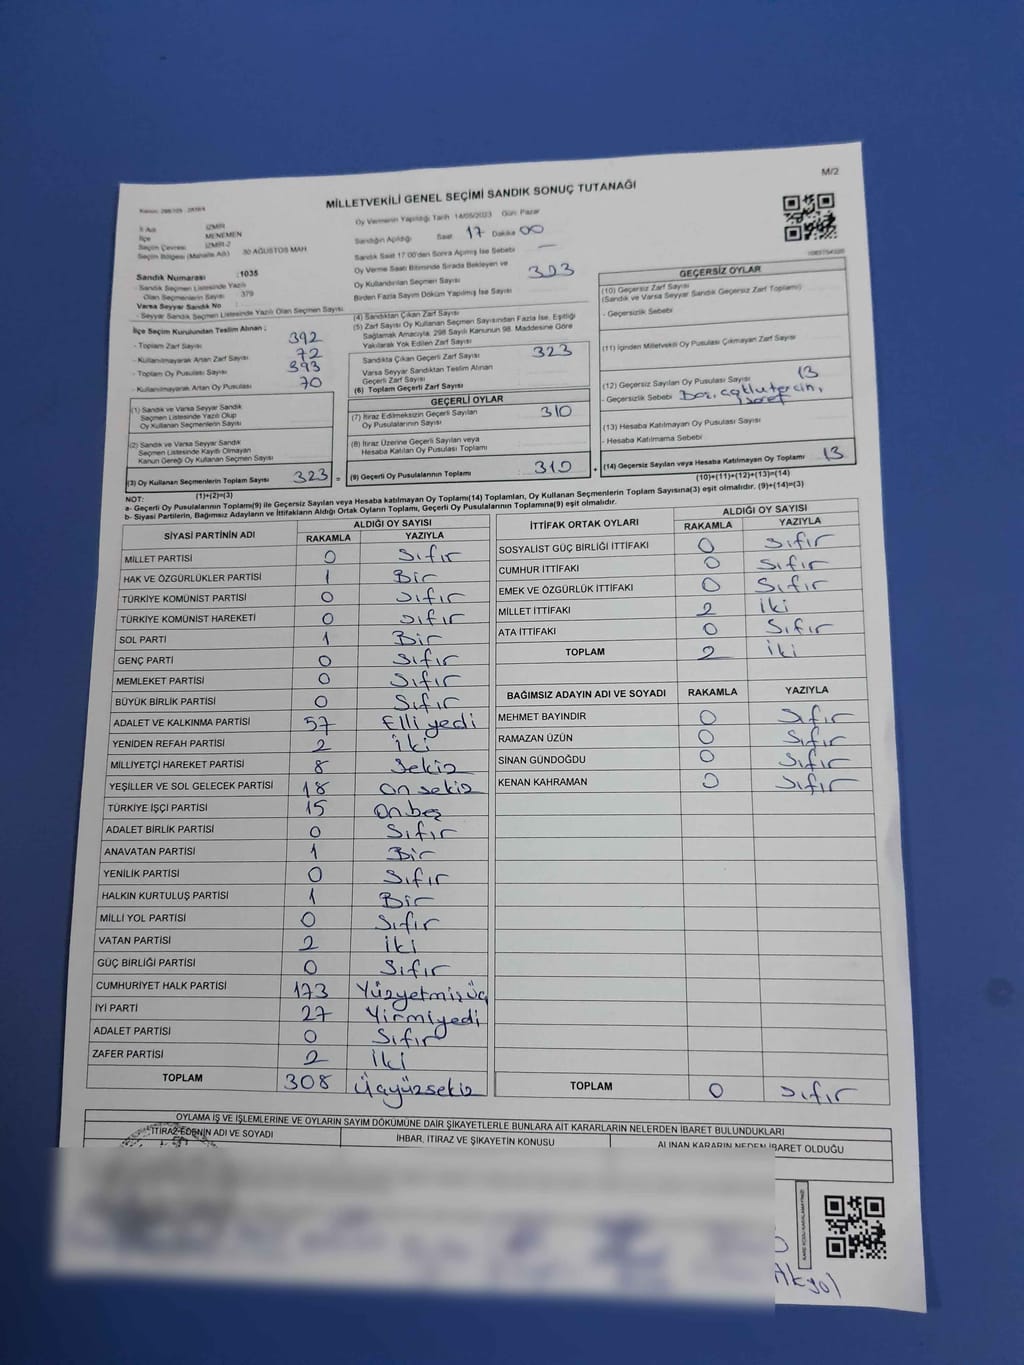 M/2
MİLLETVEKİLİ GENEL SEÇİMİ SANDIK SONUÇ TUTANAĞI
İl Adı İZMİR
İlçe MENEMEN
Seçim Çevresi İZMİR-2
Seçim Bölgesi (Mahalle Adı) 30 AĞUSTOS MAH
Sandık Numarası :1035
- Sandık Seçmen Listesinde Yazılı
Olan Seçmenlerin Sayısı : 379
Varsa Seyyar Sandık No
- Seyyar Sandık Seçmen Listesinde Yazılı Olan Seçmen Sayısı
İlçe Seçim Kurulundan Teslim Alınan ;
- Toplam Zarf Sayısı 392
- Kullanılmayarak Artan Zarf Sayısı 72
- Toplam Oy Pusulası Sayısı 393
- Kullanılmayarak Artan Oy Pusulası 70
(1) Sandık ve Varsa Seyyar Sandık
Seçmen Listesinde Yazılı Olup
Oy Kullanan Seçmenlerin Sayısı
(2) Sandık ve Varsa Seyyar Sandık
Seçmen Listesinde Kayıtlı Olmayan
Kanun Gereği Oy Kullanan Seçmen Sayısı
(3) Oy Kullanan Seçmenlerin Toplam Sayısı 323 =
(1)+(2)=(3)
Oy Vermenin Yapıldığı Tarih 14/05/2023 Gün Pazar
Sandığın Açıldığı Saat 17 Dakika 00
Sandık Saat 17:00'den Sonra Açılmış İse Sebebi —
Oy Verme Saati Bitiminde Sırada Bekleyen ve
Oy Kullandırılan Seçmen Sayısı
Birden Fazla Sayım Döküm Yapılmış İse Sayısı
(4) Sandıktan Çıkan Zarf Sayısı 323
(5) Zarf Sayısı Oy Kullanan Seçmen Sayısından Fazla İse, Eşitliği
Sağlamak Amacıyla, 298 Sayılı Kanunun 98. Maddesine Göre
Yakılarak Yok Edilen Zarf Sayısı
Sandıkta Çıkan Geçerli Zarf Sayısı 323
Varsa Seyyar Sandıktan Teslim Alınan
Geçerli Zarf Sayısı
(6) Toplam Geçerli Zarf Sayısı
GEÇERLİ OYLAR
(7) İtiraz Edilmeksizin Geçerli Sayılan
Oy Pusulalarının Sayısı 310
(8) İtiraz Üzerine Geçerli Sayılan veya
Hesaba Katılan Oy Pusulası Toplamı
(9) Geçerli Oy Pusulalarının Toplamı : 310 +
GEÇERSİZ OYLAR
(10) Geçersiz Zarf Sayısı
(Sandık ve Varsa Seyyar Sandık Geçersiz Zarf Toplamı)
- Geçersizlik Sebebi
(11) İçinden Milletvekili Oy Pusulası Çıkmayan Zarf Sayısı
(12) Geçersiz Sayılan Oy Pusulası Sayısı 13
- Geçersizlik Sebebi
(13) Hesaba Katılmayan Oy Pusulası Sayısı
- Hesaba Katılmama Sebebi
(14) Geçersiz Sayılan veya Hesaba Katılmayan Oy Toplamı 13
(10)+(11)+(12)+(13)=(14)
NOT:
a- Geçerli Oy Pusulalarının Toplamı(9) ile Geçersiz Sayılan veya Hesaba katılmayan Oy Toplamı(14) Toplamları, Oy Kullanan Seçmenlerin Toplam Sayısına(3) eşit olmalıdır. (9)+(14)=(3)
b- Siyasi Partilerin, Bağımsız Adayların ve İttifakların Aldığı Ortak Oyların Toplamı, Geçerli Oy Pusulalarının Toplamına(9) eşit olmalıdır.
SİYASİ PARTİNİN ADI ALDIĞI OY SAYISI
RAKAMLA YAZIYLA
MİLLET PARTİSİ 0 Sıfır
HAK VE ÖZGÜRLÜKLER PARTİSİ 1 Bir
TÜRKİYE KOMÜNİST PARTİSİ 0 Sıfır
TÜRKİYE KOMÜNİST HAREKETİ 0 Sıfır
SOL PARTİ 1 Bir
GENÇ PARTİ 0 Sıfır
MEMLEKET PARTİSİ 0 Sıfır
BÜYÜK BİRLİK PARTİSİ 0 Sıfır
ADALET VE KALKINMA PARTİSİ 57 Elli yedi
YENİDEN REFAH PARTİSİ 2 İki
MİLLİYETÇİ HAREKET PARTİSİ 8 Sekiz
YEŞİLLER VE SOL GELECEK PARTİSİ 18 On sekiz
TÜRKİYE İŞÇİ PARTİSİ 15 Onbeş
ADALET BİRLİK PARTİSİ 0 Sıfır
ANAVATAN PARTİSİ 1 Bir
YENİLİK PARTİSİ 0 Sıfır
HALKIN KURTULUŞ PARTİSİ 1 Bir
MİLLİ YOL PARTİSİ 0 Sıfır
VATAN PARTİSİ 2 İki
GÜÇ BİRLİĞİ PARTİSİ 0 Sıfır
CUMHURİYET HALK PARTİSİ 173 Yüzyetmişüç
İYİ PARTİ 27 Yirmiyedi
ADALET PARTİSİ 0 Sıfır
ZAFER PARTİSİ 2 İki
TOPLAM 308 Üçyüzsekiz
İTTİFAK ORTAK OYLARI ALDIĞI OY SAYISI
RAKAMLA YAZIYLA
SOSYALİST GÜÇ BİRLİĞİ İTTİFAKI 0 Sıfır
CUMHUR İTTİFAKI 0 Sıfır
EMEK VE ÖZGÜRLÜK İTTİFAKI 0 Sıfır
MİLLET İTTİFAKI 2 İki
ATA İTTİFAKI 0 Sıfır
TOPLAM 2 İki
BAĞIMSIZ ADAYIN ADI VE SOYADI RAKAMLA YAZIYLA
MEHMET BAYINDIR 0 Sıfır
RAMAZAN ÜZÜN 0 Sıfır
SİNAN GÜNDOĞDU 0 Sıfır
KENAN KAHRAMAN 0 Sıfır
TOPLAM 0 Sıfır
OYLAMA İŞ VE İŞLEMLERİNE VE OYLARIN SAYIM DÖKÜMÜNE DAİR ŞİKAYETLERLE BUNLARA AİT KARARLARIN NELERDEN İBARET BULUNDUKLARI
İTİRAZ EDENİN ADI VE SOYADI İHBAR, İTİRAZ VE ŞİKAYETİN KONUSU ALINAN KARARIN NEDEN İBARET OLDUĞU
Akyol